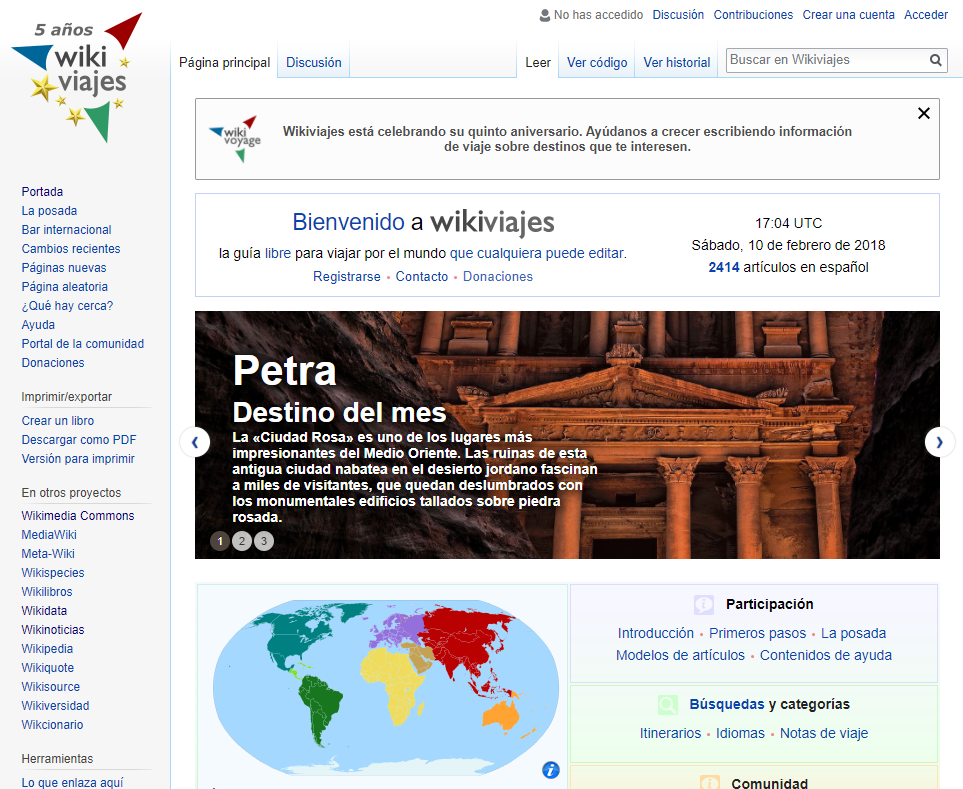 5 años
wiki
viajes
No has accedido Discusión Contribuciones Crear una cuenta Acceder
Página principal Discusión Leer Ver código Ver historial Buscar en Wikiviajes
wiki
voyage
Wikiviajes está celebrando su quinto aniversario. Ayúdanos a crecer escribiendo información
de viaje sobre destinos que te interesen.
Portada
La posada
Bar internacional
Cambios recientes
Páginas nuevas
Página aleatoria
¿Qué hay cerca?
Ayuda
Portal de la comunidad
Donaciones
Imprimir/exportar
Crear un libro
Descargar como PDF
Versión para imprimir
En otros proyectos
Wikimedia Commons
MediaWiki
Meta-Wiki
Wikispecies
Wikilibros
Wikidata
Wikinoticias
Wikipedia
Wikiquote
Wikisource
Wikiversidad
Wikcionario
Herramientas
Lo que enlaza aquí
Bienvenido a wikiviajes
la guía libre para viajar por el mundo que cualquiera puede editar.
Registrarse • Contacto • Donaciones
17:04 UTC
Sábado, 10 de febrero de 2018
2414 artículos en español
Petra
Destino del mes
La «Ciudad Rosa» es uno de los lugares más
impresionantes del Medio Oriente. Las ruinas de esta
antigua ciudad nabatea en el desierto jordano fascinan
a miles de visitantes, que quedan deslumbrados con
los monumentales edificios tallados sobre piedra
rosada.
1 2 3
Participación
Introducción • Primeros pasos • La posada
Modelos de artículos • Contenidos de ayuda
Búsquedas y categorías
Itinerarios • Idiomas • Notas de viaje
Comunidad